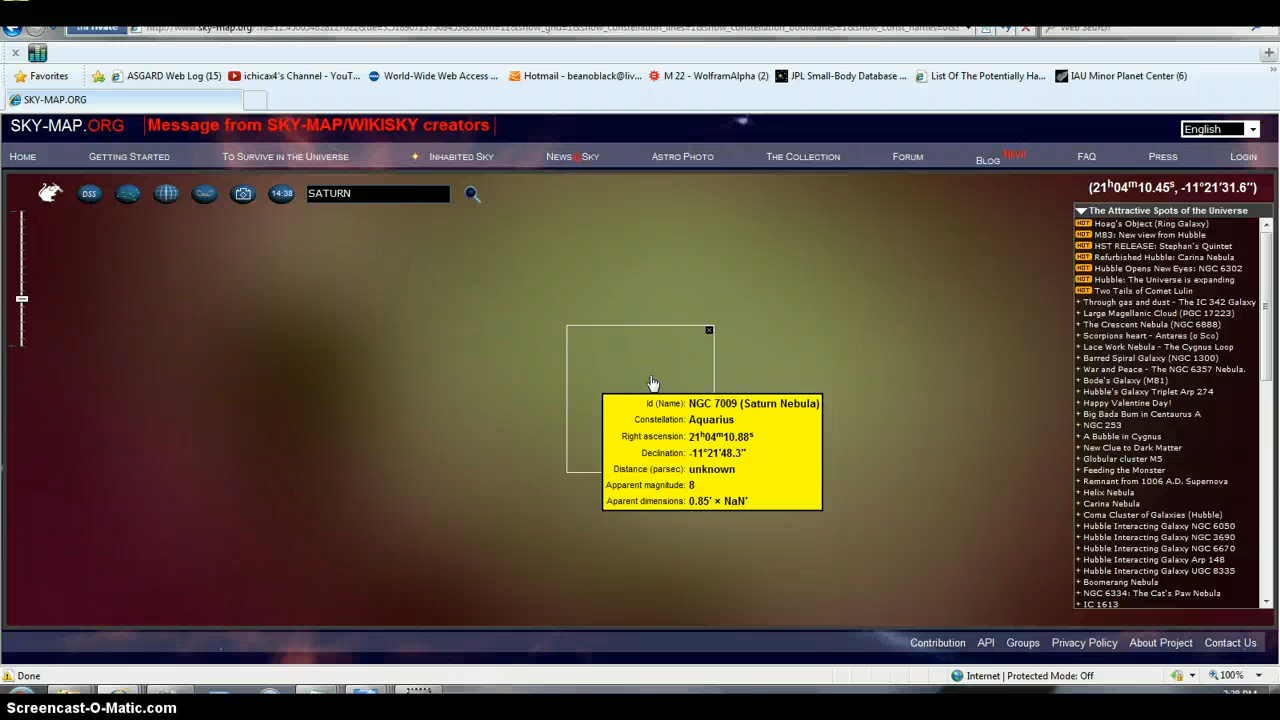 InPrivate
Web Search
Favorites
ASGARD Web Log (15)
ichicax4's Channel - YouT...
World-Wide Web Access ...
Hotmail - beanoblack@liv...
M 22 - WolframAlpha (2)
JPL Small-Body Database ...
List Of The Potentially Ha...
IAU Minor Planet Center (6)
SKY-MAP.ORG
SKY-MAP.ORG
Message from SKY-MAP/WIKISKY creators
English
HOME
GETTING STARTED
TO SURVIVE IN THE UNIVERSE
INHABITED SKY
NEWS@SKY
ASTRO PHOTO
THE COLLECTION
FORUM
BLOG New!
FAQ
PRESS
LOGIN
DSS
14:38
SATURN
(21h04m10.45s, -11°21'31.6")
The Attractive Spots of the Universe
HOT Hoag's Object (Ring Galaxy)
HOT M83: New view from Hubble
HOT HST RELEASE: Stephan's Quintet
HOT Refurbished Hubble: Carina Nebula
HOT Hubble Opens New Eyes: NGC 6302
HOT Hubble: The Universe is expanding
HOT Two Tails of Comet Lulin
+ Through gas and dust - The IC 342 Galaxy
+ Large Magellanic Cloud (PGC 17223)
+ The Crescent Nebula (NGC 6888)
+ Scorpions heart - Antares (α Sco)
+ Lace Work Nebula - The Cygnus Loop
+ Barred Spiral Galaxy (NGC 1300)
+ War and Peace - The NGC 6357 Nebula.
+ Bode's Galaxy (M81)
+ Hubble's Galaxy Triplet Arp 274
+ Happy Valentine Day!
+ Big Bada Bum in Centaurus A
+ NGC 253
+ A Bubble in Cygnus
+ New Clue to Dark Matter
+ Globular cluster M5
+ Feeding the Monster
+ Remnant from 1006 A.D. Supernova
+ Helix Nebula
+ Carina Nebula
+ Coma Cluster of Galaxies (Hubble)
+ Hubble Interacting Galaxy NGC 6050
+ Hubble Interacting Galaxy NGC 3690
+ Hubble Interacting Galaxy NGC 6670
+ Hubble Interacting Galaxy Arp 148
+ Hubble Interacting Galaxy UGC 8335
+ Boomerang Nebula
+ NGC 6334: The Cat's Paw Nebula
+ IC 1613
Id (Name): NGC 7009 (Saturn Nebula)
Constellation: Aquarius
Right ascension: 21h04m10.88s
Declination: -11°21'48.3"
Distance (parsec): unknown
Apparent magnitude: 8
Aparent dimensions: 0.85' × NaN'
Contribution
API
Groups
Privacy Policy
About Project
Contact Us
Done
Internet | Protected Mode: Off
100%
Screencast-O-Matic.com